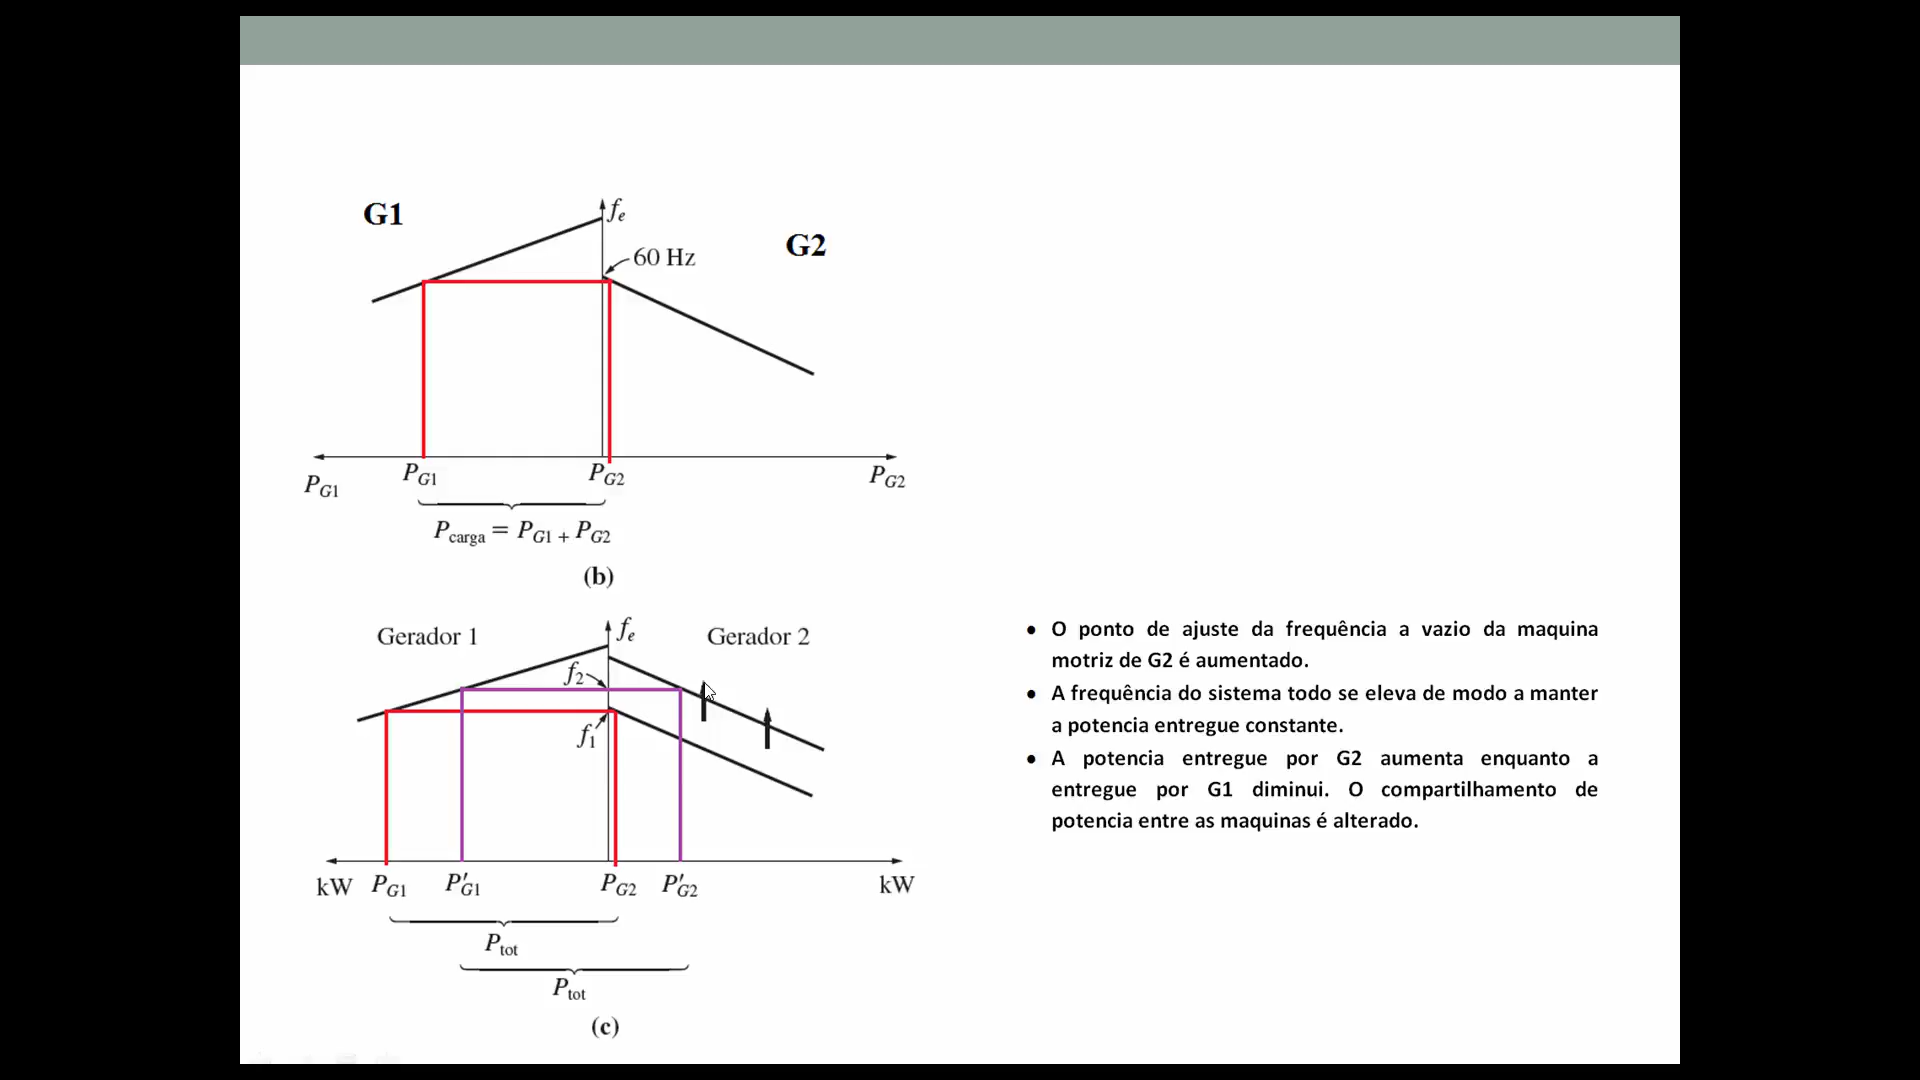 G1
fe
G2
60 Hz
PG1
PG1
PG2
PG2
Pcarga = PG1 + PG2
(b)
Gerador 1
fe
Gerador 2
f2
f1
kW
PG1
P'G1
PG2
P'G2
kW
Ptot
Ptot
(c)
• O ponto de ajuste da frequência a vazio da maquina
motriz de G2 é aumentado.
• A frequência do sistema todo se eleva de modo a manter
a potencia entregue constante.
• A potencia entregue por G2 aumenta enquanto a
entregue por G1 diminui. O compartilhamento de
potencia entre as maquinas é alterado.